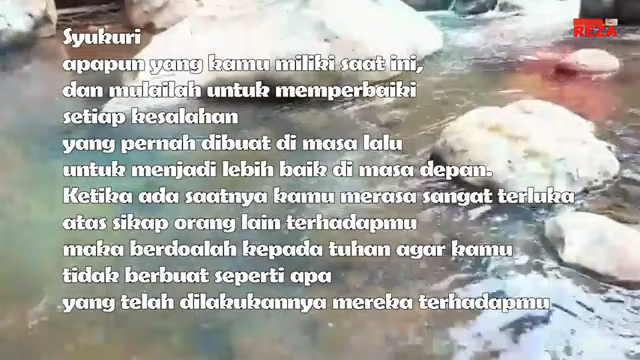 REZA
Syukuri
apapun yang kamu miliki saat ini,
dan mulailah untuk memperbaiki
setiap kesalahan
yang pernah dibuat di masa lalu
untuk menjadi lebih baik di masa depan.
Ketika ada saatnya kamu merasa sangat terluka
atas sikap orang lain terhadapmu
maka berdoalah kepada tuhan agar kamu
tidak berbuat seperti apa
yang telah dilakukannya mereka terhadapmu